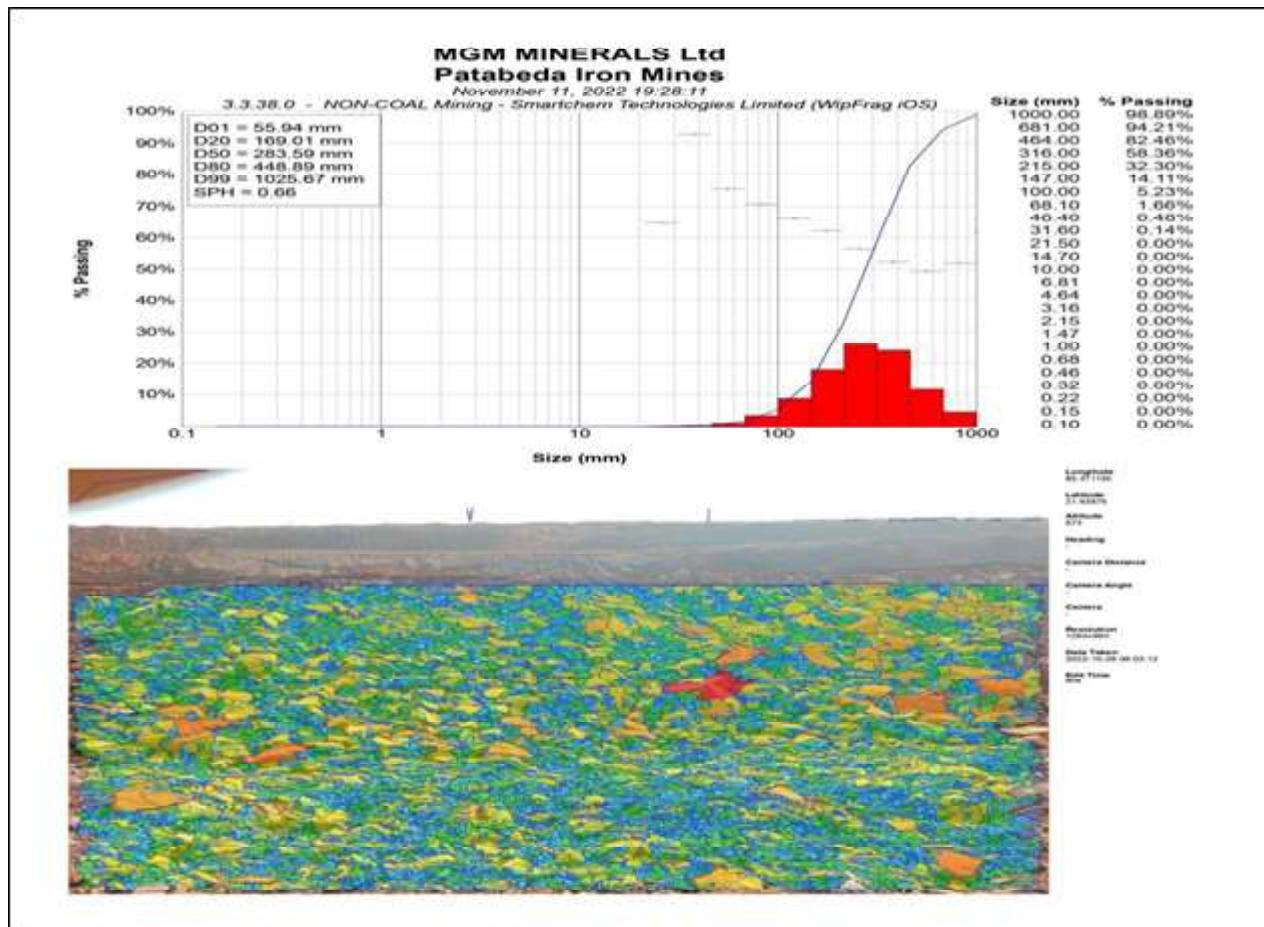 MGM MINERALS Ltd
Patabeda Iron Mines
November 11, 2022 19:28:11
3.3.38.0 - NON-COAL Mining - Smartchem Technologies Limited (WipFrag iOS)
D01 = 55.94 mm
D20 = 169.01 mm
D50 = 283.59 mm
D80 = 448.89 mm
D99 = 1025.67 mm
SPH = 0.66
100%
90%
80%
70%
60%
50%
40%
30%
20%
10%
% Passing
0.1 1 10 100 1000
Size (mm)
Size (mm) % Passing
1000.00 98.89%
681.00 94.21%
464.00 82.46%
316.00 58.36%
215.00 32.30%
147.00 14.11%
100.00 5.23%
68.10 1.66%
46.40 0.48%
31.60 0.14%
21.50 0.00%
14.70 0.00%
10.00 0.00%
6.81 0.00%
4.64 0.00%
3.16 0.00%
2.15 0.00%
1.47 0.00%
1.00 0.00%
0.68 0.00%
0.46 0.00%
0.32 0.00%
0.22 0.00%
0.15 0.00%
0.10 0.00%
Longitude
Latitude
Altitude
Heading
Camera Distance
Camera Angle
Camera
Resolution
Date Taken
Edit Time